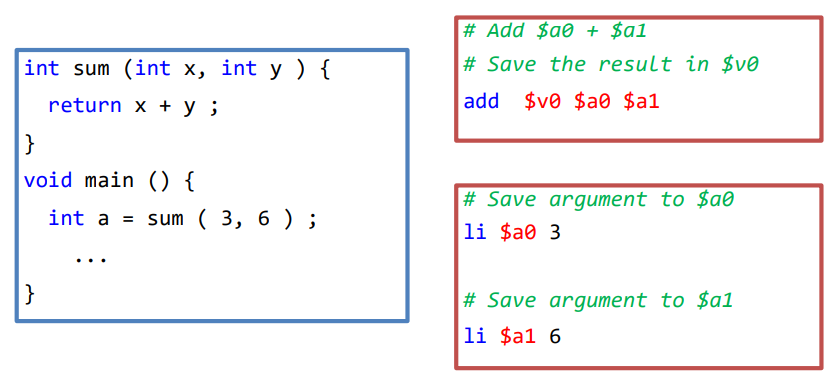 int sum (int x, int y ) {
return x + y ;
}
void main () {
int a = sum ( 3, 6 ) ;
...
}
# Add $a0 + $a1
# Save the result in $v0
add $v0 $a0 $a1
# Save argument to $a0
li $a0 3
# Save argument to $a1
li $a1 6